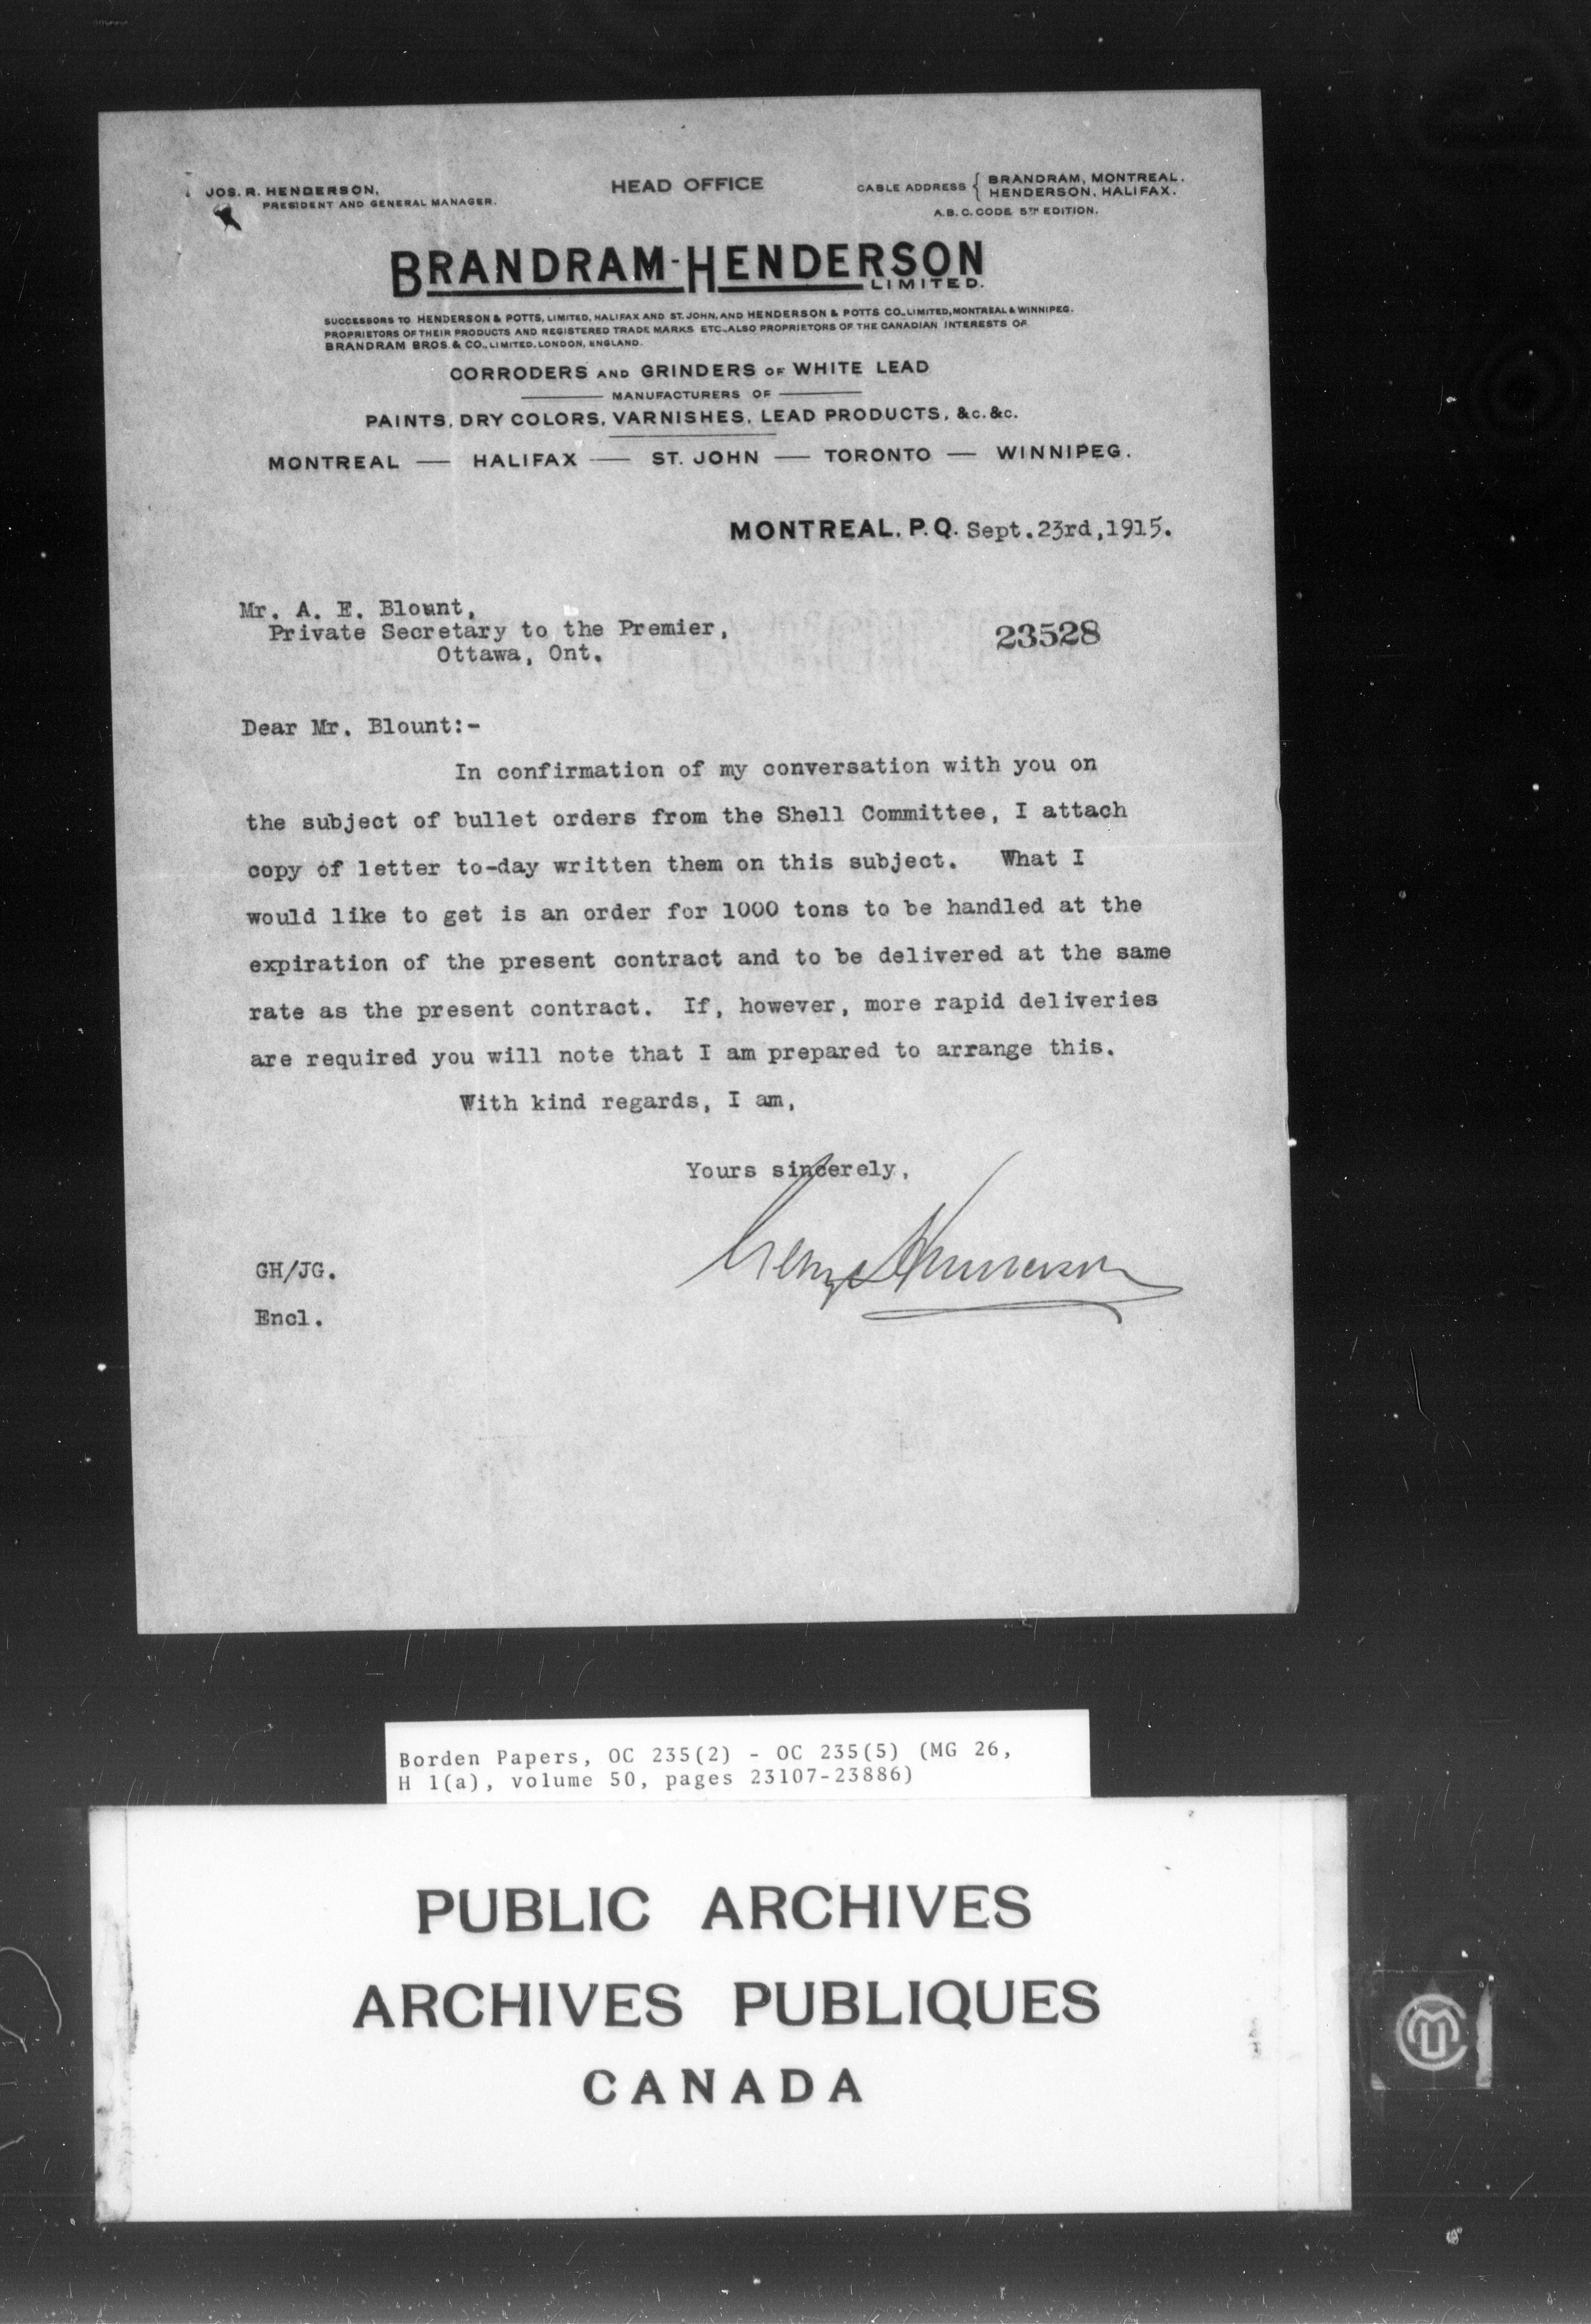 JOS. R. HENDERSON,
PRESIDENT AND GENERAL MANAGER.
HEAD OFFICE
CABLE ADDRESS { BRANDRAM, MONTREAL.
HENDERSON, HALIFAX.
A.B.C. CODE 5TH EDITION.
BRANDRAM-HENDERSON
LIMITED.
SUCCESSORS TO HENDERSON & POTTS, LIMITED, HALIFAX AND ST. JOHN, AND HENDERSON & POTTS CO., LIMITED, MONTREAL & WINNIPEG.
PROPRIETORS OF THEIR PRODUCTS AND REGISTERED TRADE MARKS ETC., ALSO PROPRIETORS OF THE CANADIAN INTERESTS OF
BRANDRAM BROS. & CO., LIMITED, LONDON, ENGLAND.
CORRODERS AND GRINDERS OF WHITE LEAD
MANUFACTURERS OF
PAINTS, DRY COLORS, VARNISHES, LEAD PRODUCTS, &c. &c.
MONTREAL — HALIFAX — ST. JOHN — TORONTO — WINNIPEG.
MONTREAL, P.Q. Sept.23rd,1915.
Mr. A. E. Blount,
Private Secretary to the Premier,
Ottawa, Ont.
23528
Dear Mr. Blount:-
In confirmation of my conversation with you on
the subject of bullet orders from the Shell Committee, I attach
copy of letter to-day written them on this subject. What I
would like to get is an order for 1000 tons to be handled at the
expiration of the present contract and to be delivered at the same
rate as the present contract. If, however, more rapid deliveries
are required you will note that I am prepared to arrange this.
With kind regards, I am,
Yours sincerely,
George Henderson
GH/JG.
Encl.
Borden Papers, OC 235(2) - OC 235(5) (MG 26,
H 1(a), volume 50, pages 23107-23886)
PUBLIC ARCHIVES
ARCHIVES PUBLIQUES
CANADA